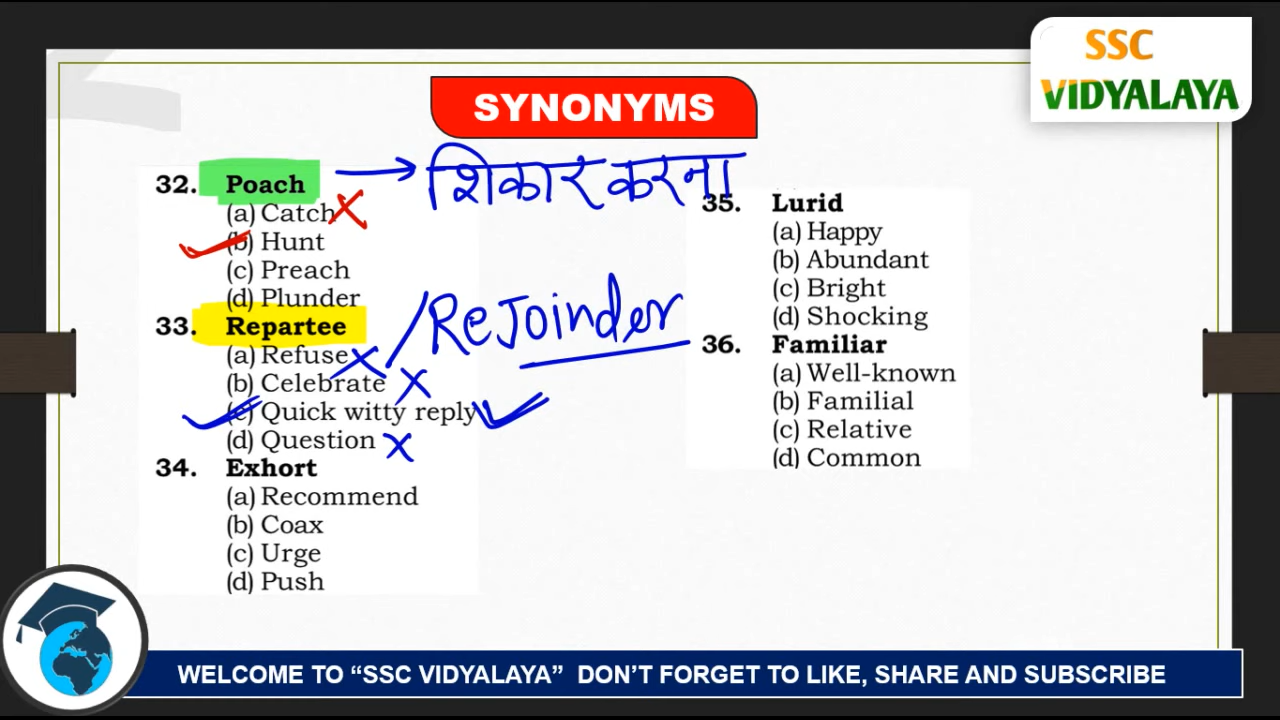 SSC
VIDYALAYA
SYNONYMS
32. Poach → शिकार करना
(a) Catch
(b) Hunt
(c) Preach
(d) Plunder
33. Repartee / Rejoinder
(a) Refuse
(b) Celebrate
(c) Quick witty reply
(d) Question
34. Exhort
(a) Recommend
(b) Coax
(c) Urge
(d) Push
35. Lurid
(a) Happy
(b) Abundant
(c) Bright
(d) Shocking
36. Familiar
(a) Well-known
(b) Familial
(c) Relative
(d) Common
WELCOME TO “SSC VIDYALAYA” DON’T FORGET TO LIKE, SHARE AND SUBSCRIBE